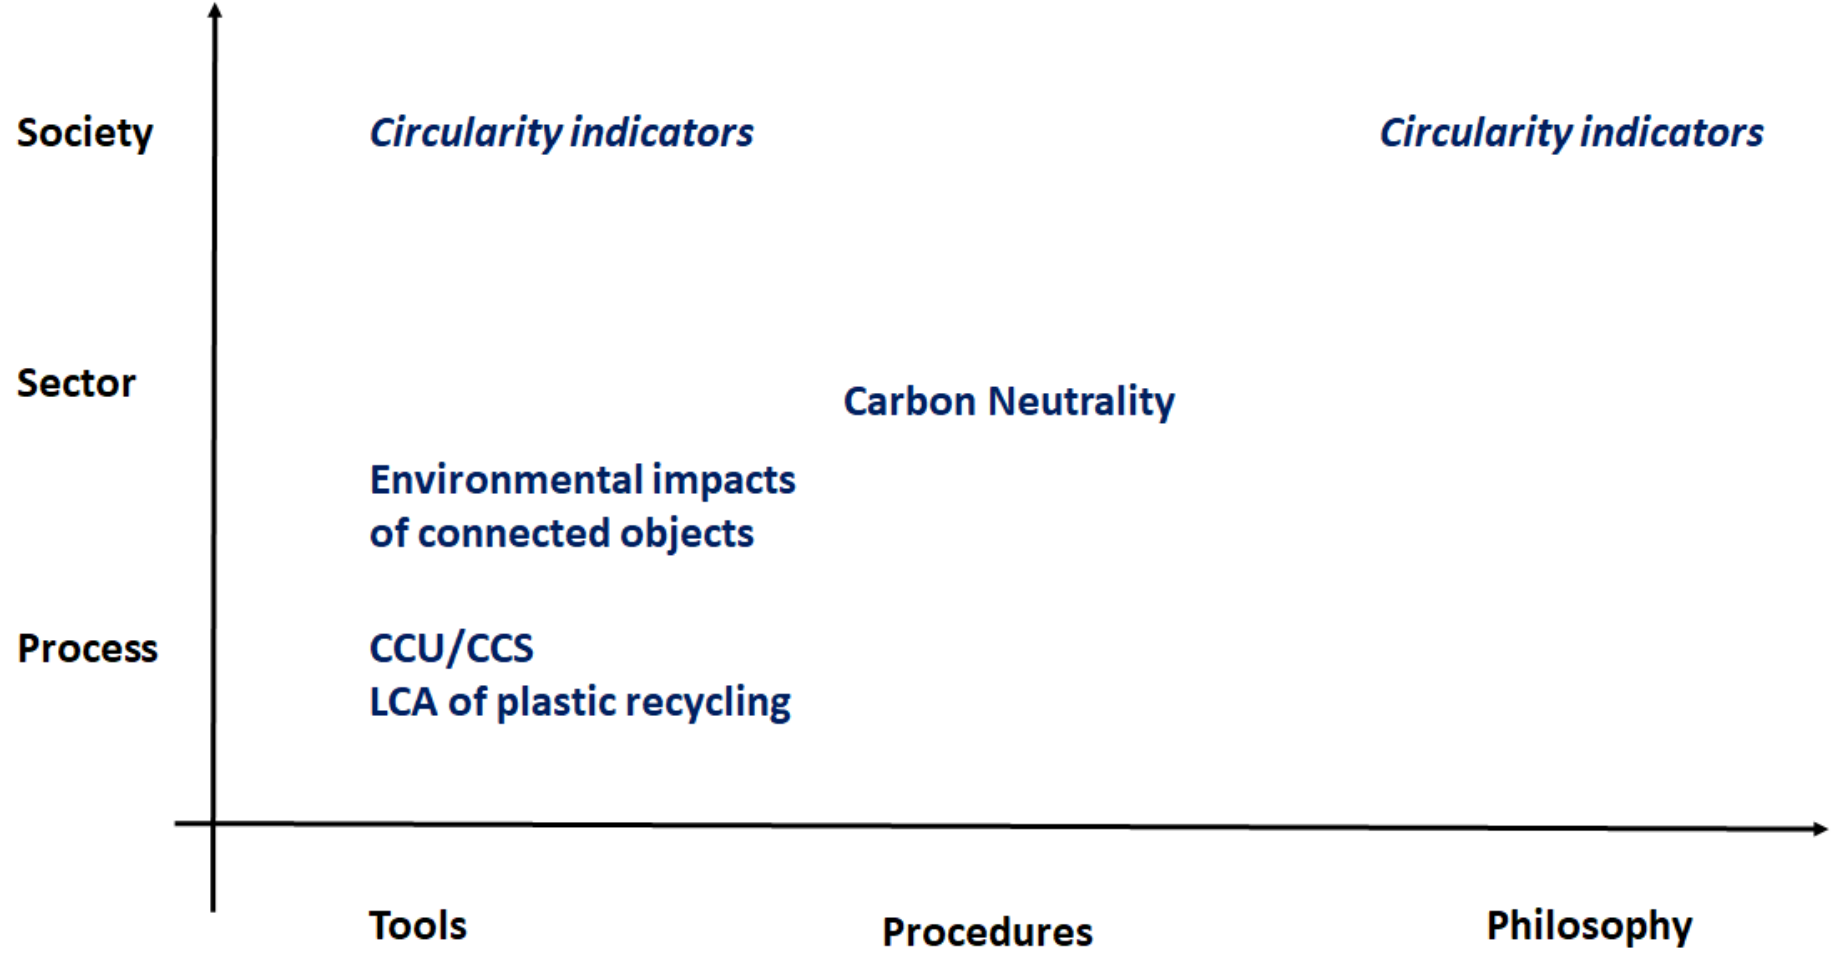 Society
Circularity indicators
Circularity indicators
Sector
Carbon Neutrality
Environmental impacts
of connected objects
Process
CCU/CCS
LCA of plastic recycling
Tools
Procedures
Philosophy